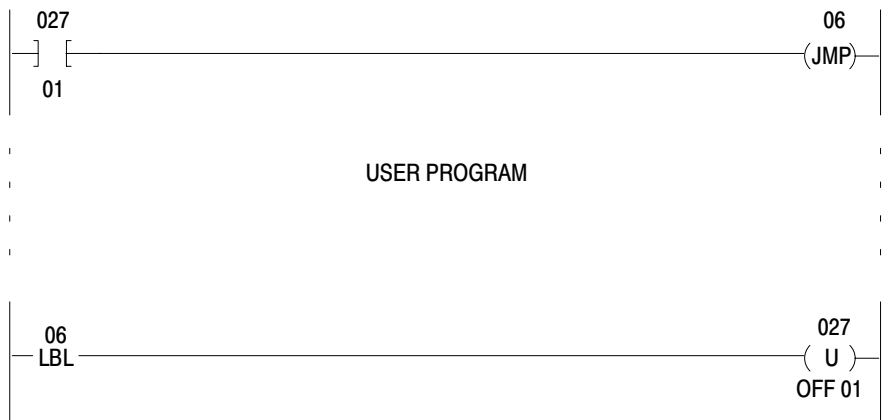 027 06
] [ (JMP)
01
USER PROGRAM
06 027
LBL ( U )
OFF 01